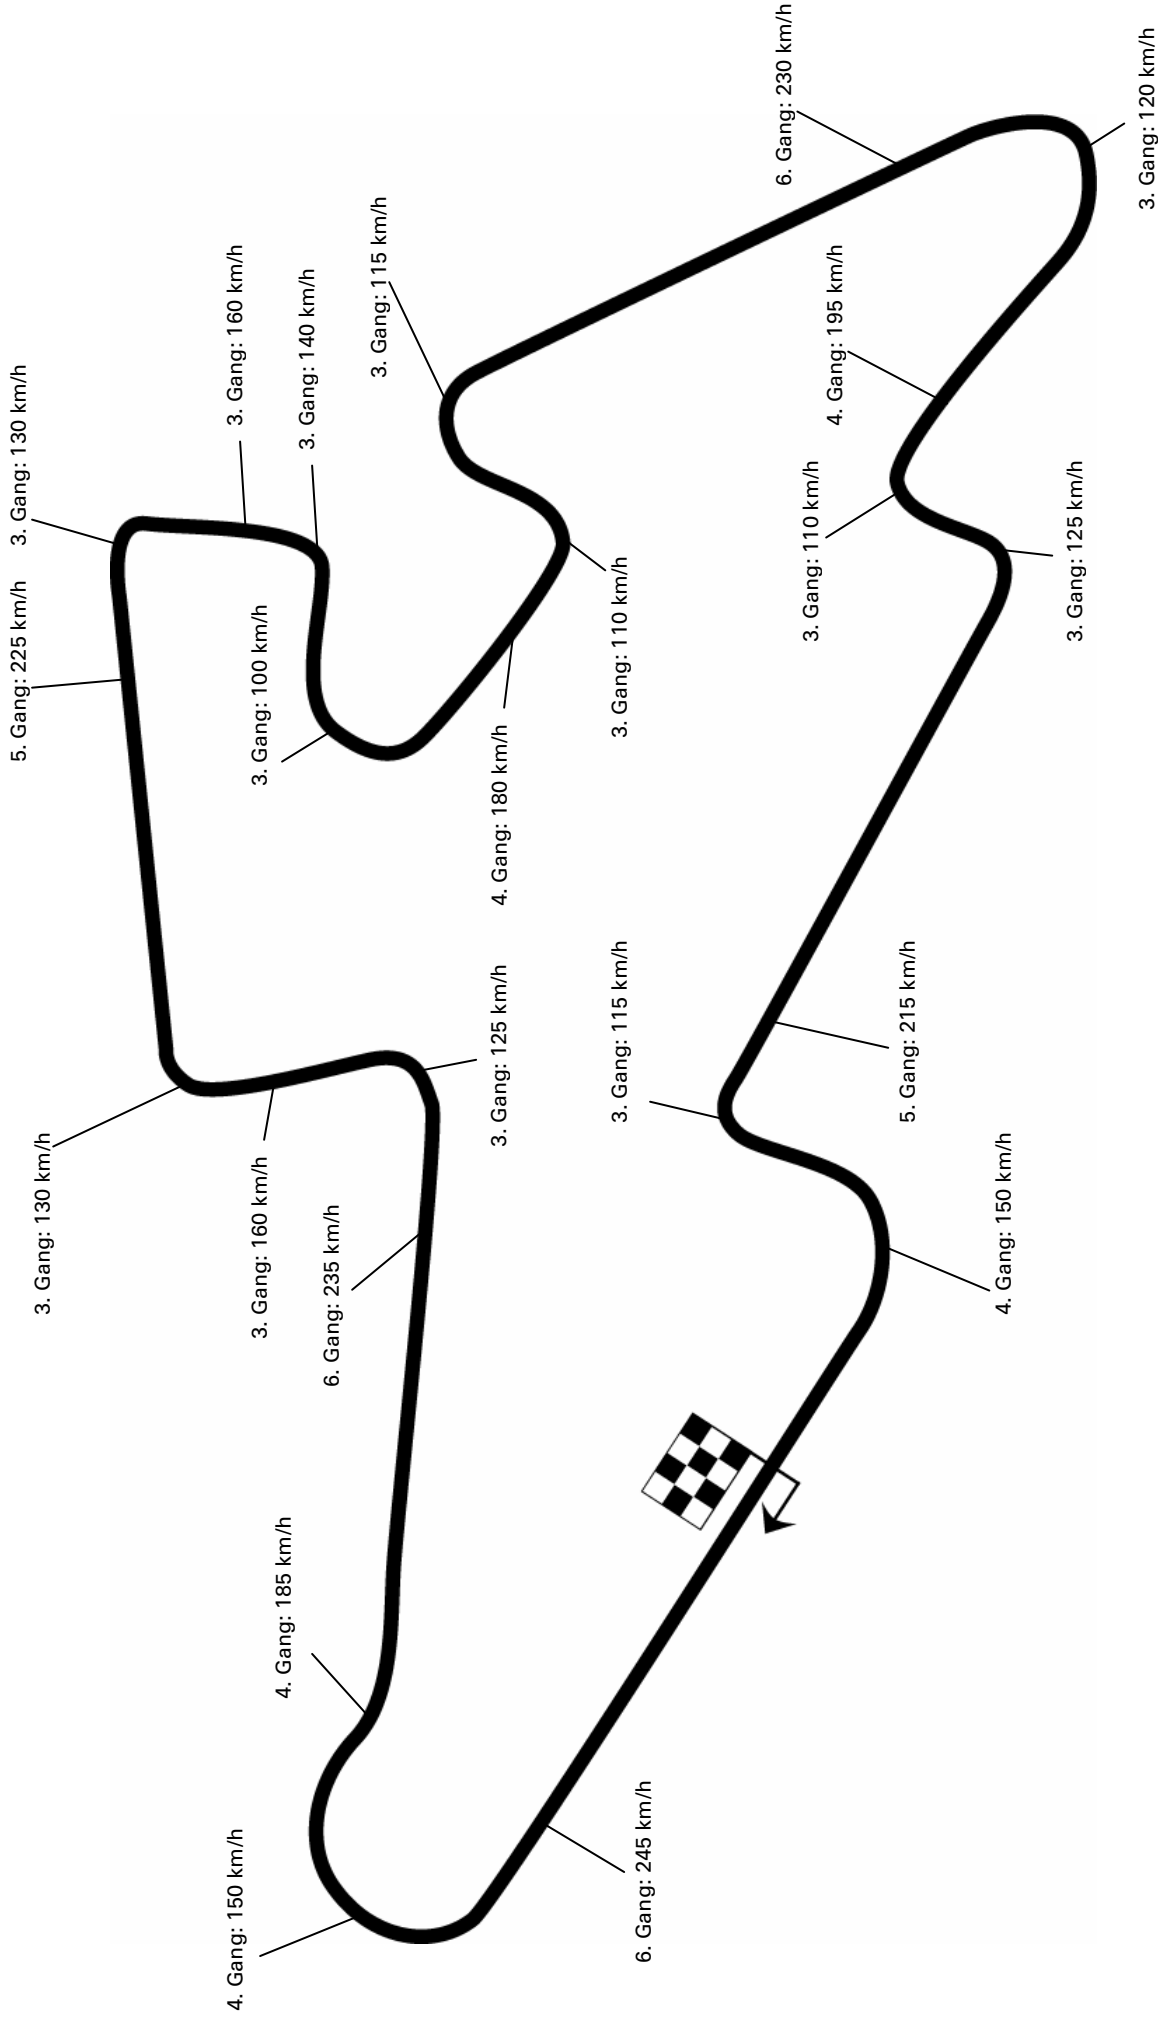 6. Gang: 230 km/h
3. Gang: 120 km/h
3. Gang: 115 km/h
3. Gang: 160 km/h
4. Gang: 195 km/h
3. Gang: 140 km/h
3. Gang: 130 km/h
3. Gang: 110 km/h
3. Gang: 125 km/h
3. Gang: 110 km/h
5. Gang: 225 km/h
3. Gang: 100 km/h
4. Gang: 180 km/h
3. Gang: 115 km/h
5. Gang: 215 km/h
3. Gang: 125 km/h
3. Gang: 130 km/h
4. Gang: 150 km/h
3. Gang: 160 km/h
6. Gang: 235 km/h
4. Gang: 185 km/h
6. Gang: 245 km/h
4. Gang: 150 km/h